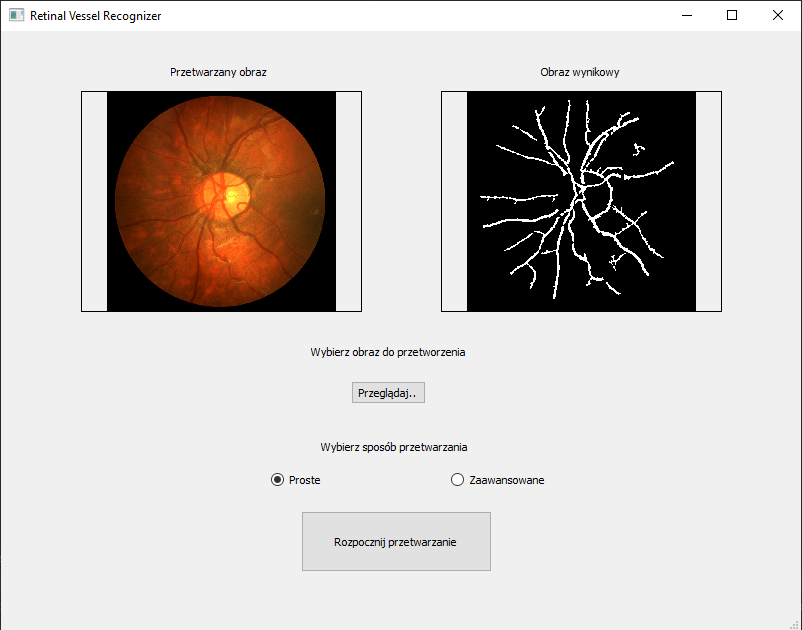 Retinal Vessel Recognizer
Przetwarzany obraz
Obraz wynikowy
Wybierz obraz do przetworzenia
Przeglądaj..
Wybierz sposób przetwarzania
Proste
Zaawansowane
Rozpocznij przetwarzanie